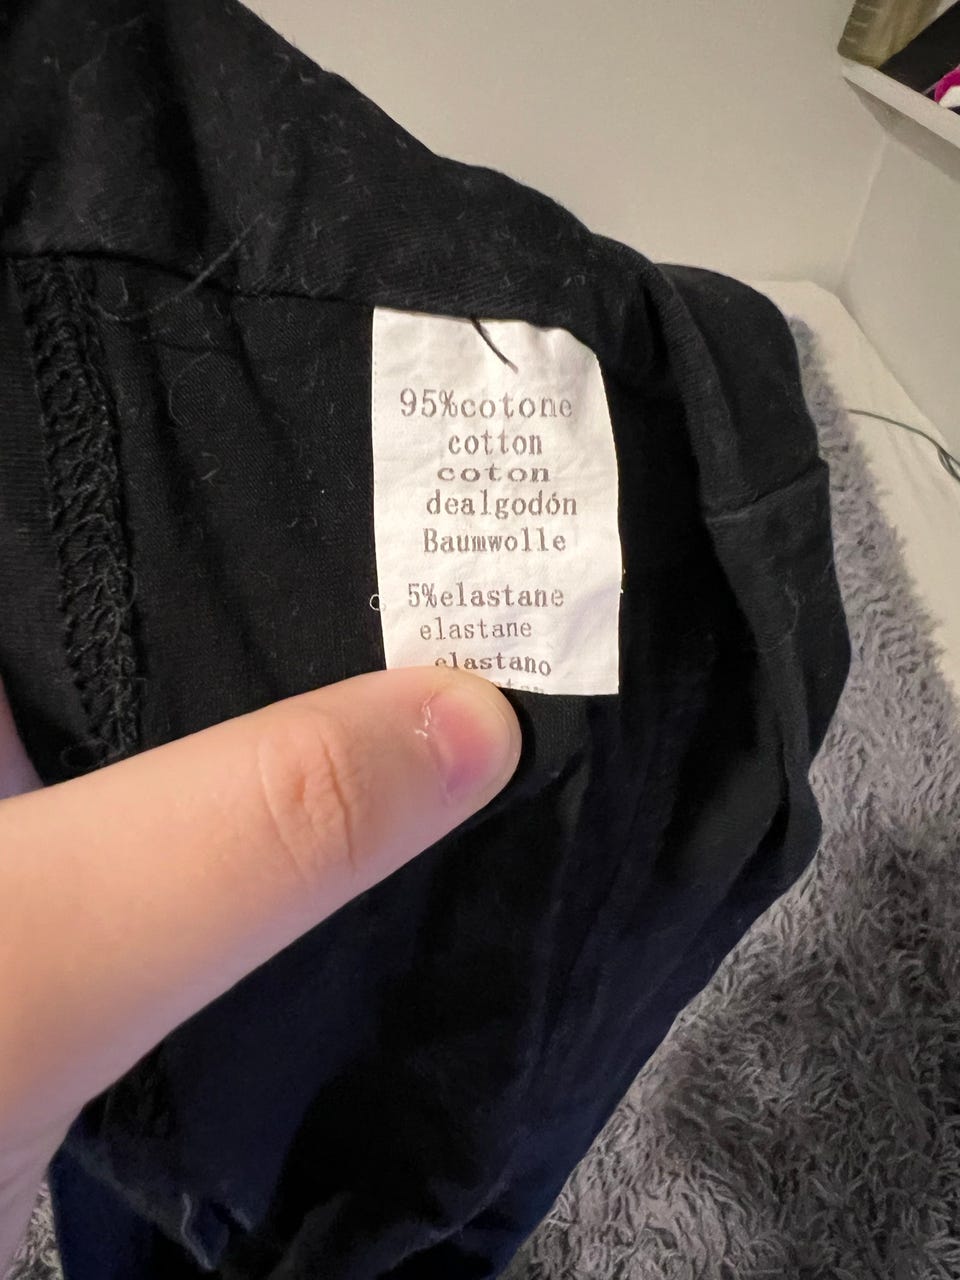 95%cotone
cotton
coton
dealgodón
Baumwolle
5%elastane
elastane
elastano